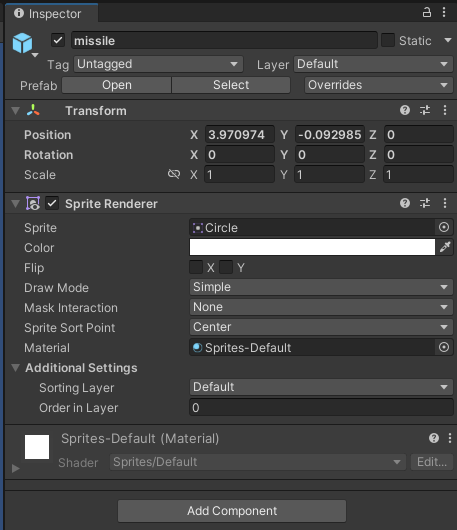 Inspector
missile Static
Tag Untagged Layer Default
Prefab Open Select Overrides
Transform
Position X 3.970974 Y -0.092985 Z 0
Rotation X 0 Y 0 Z 0
Scale X 1 Y 1 Z 1
Sprite Renderer
Sprite Circle
Color
Flip X Y
Draw Mode Simple
Mask Interaction None
Sprite Sort Point Center
Material Sprites-Default
Additional Settings
Sorting Layer Default
Order in Layer 0
Sprites-Default (Material)
Shader Sprites/Default Edit...
Add Component